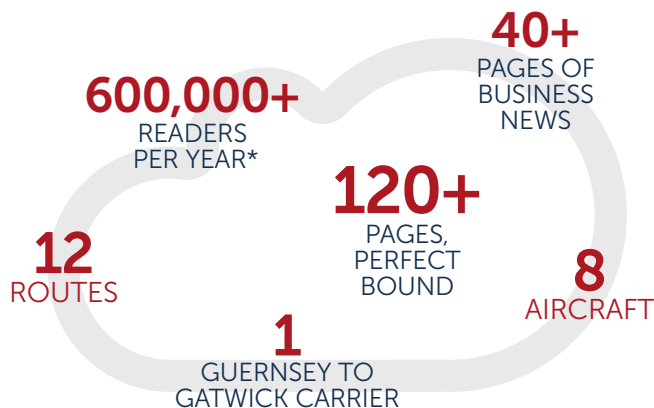 40+
PAGES OF
BUSINESS
NEWS
600,000+
READERS
PER YEAR*
120+
PAGES,
PERFECT
BOUND
12
ROUTES
8
AIRCRAFT
1
GUERNSEY TO
GATWICK CARRIER